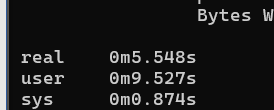 Bytes W
real 0m5.548s
user 0m9.527s
sys 0m0.874s